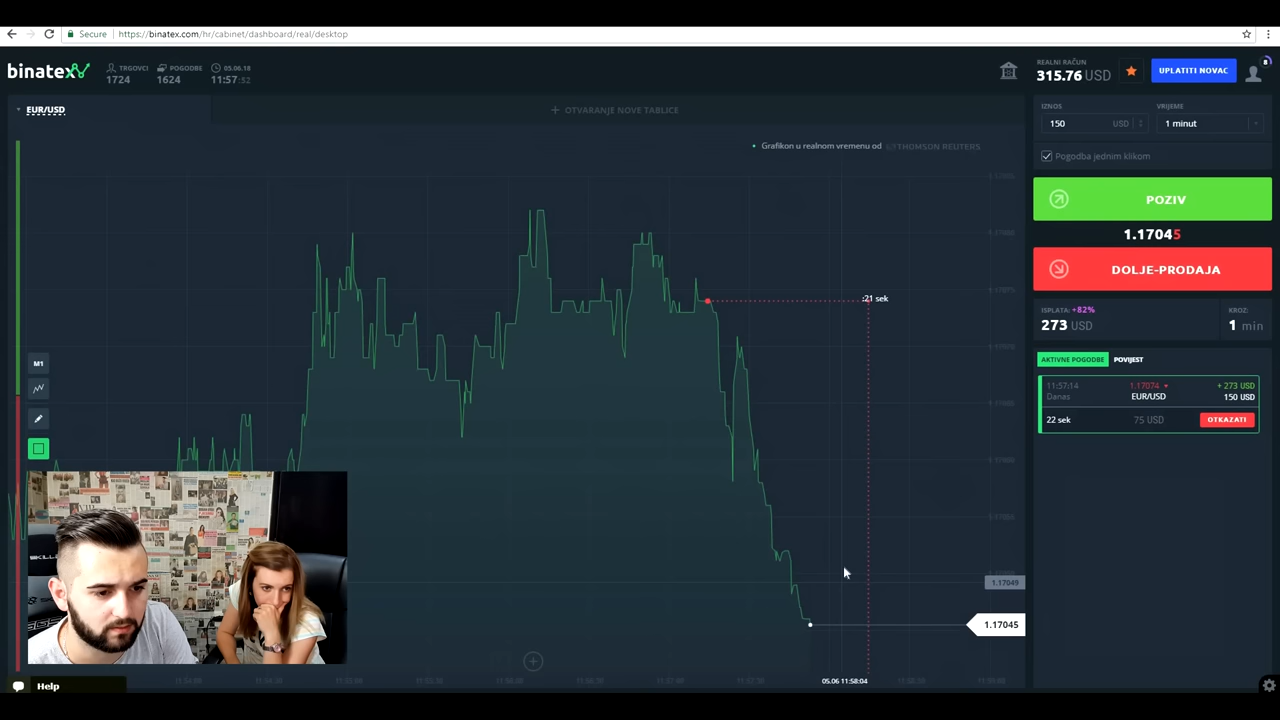 Secure
https://binatex.com/hr/cabinet/dashboard/real/desktop
binatex
TRGOVCI
1724
POGODBE
1624
05.06.18
11:57:52
REALNI RAČUN
315.76 USD
UPLATITI NOVAC
8
EUR/USD
+ OTVARANJE NOVE TABLICE
IZNOS
150 USD
VRIJEME
1 minut
Grafikon u realnom vremenu od THOMSON REUTERS
Pogodba jednim klikom
POZIV
1.17045
DOLJE-PRODAJA
:21 sek
ISPLATA: +82%
273 USD
KROZ:
1 min
AKTIVNE POGODBE
POVIJEST
11:57:14
1.17074
+ 273 USD
Danas
EUR/USD
150 USD
22 sek
75 USD
OTKAZATI
M1
1.17049
1.17045
05.06 11:58:04
Help